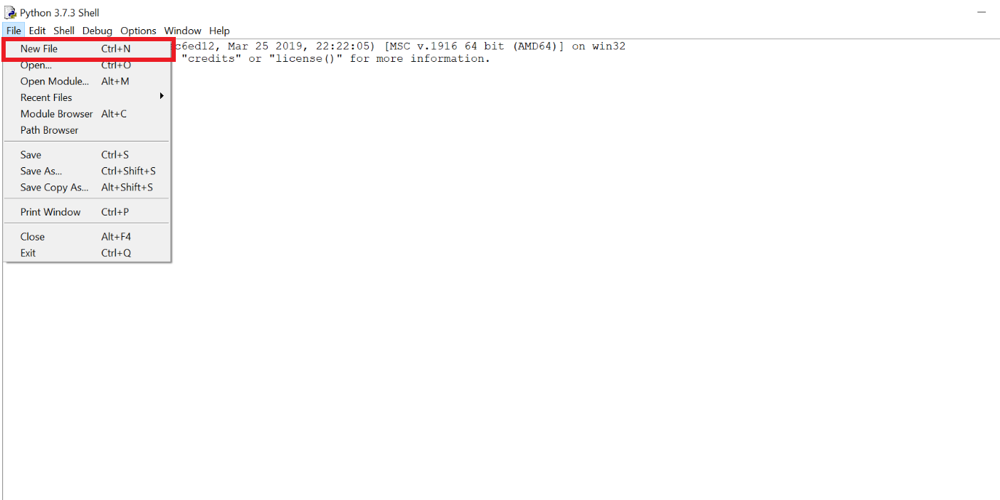 Python 3.7.3 Shell
File Edit Shell Debug Options Window Help
c6ed12, Mar 25 2019, 22:22:05) [MSC v.1916 64 bit (AMD64)] on win32
"credits" or "license()" for more information.
New File Ctrl+N
Open... Ctrl+O
Open Module... Alt+M
Recent Files
Module Browser Alt+C
Path Browser
Save Ctrl+S
Save As... Ctrl+Shift+S
Save Copy As... Alt+Shift+S
Print Window Ctrl+P
Close Alt+F4
Exit Ctrl+Q